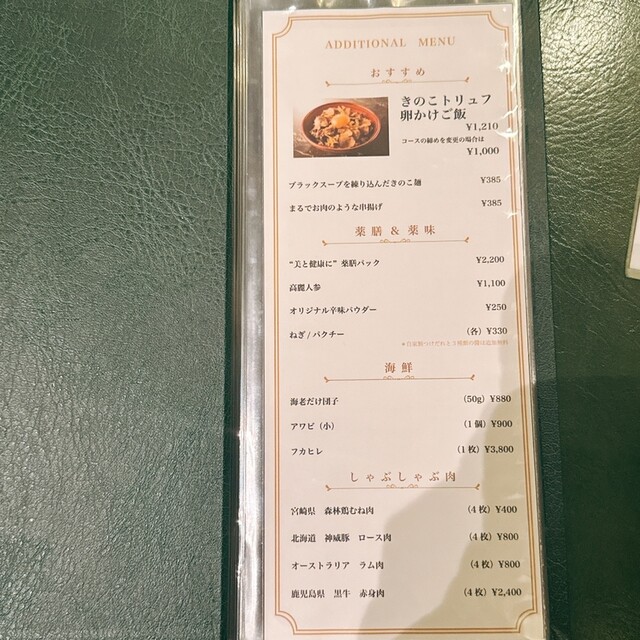 ADDITIONAL MENU
おすすめ
きのこトリュフ
卵かけご飯
¥1,210
コースの締めを変更の場合は
¥1,000
ブラックスープを練り込んだきのこ麺 ¥385
まるでお肉のような串揚げ ¥385
薬膳 & 薬味
“美と健康に” 薬膳パック ¥2,200
高麗人参 ¥1,100
オリジナル辛味パウダー ¥250
ねぎ / パクチー (各) ¥330
海鮮
海老だけ団子 (50g) ¥880
アワビ（小） (1個) ¥900
フカヒレ (1枚) ¥3,800
しゃぶしゃぶ肉
宮崎県 森林鶏むね肉 (4枚) ¥400
北海道 神威豚 ロース肉 (4枚) ¥800
オーストラリア ラム肉 (4枚) ¥800
鹿児島県 黒牛 赤身肉 (4枚) ¥2,400